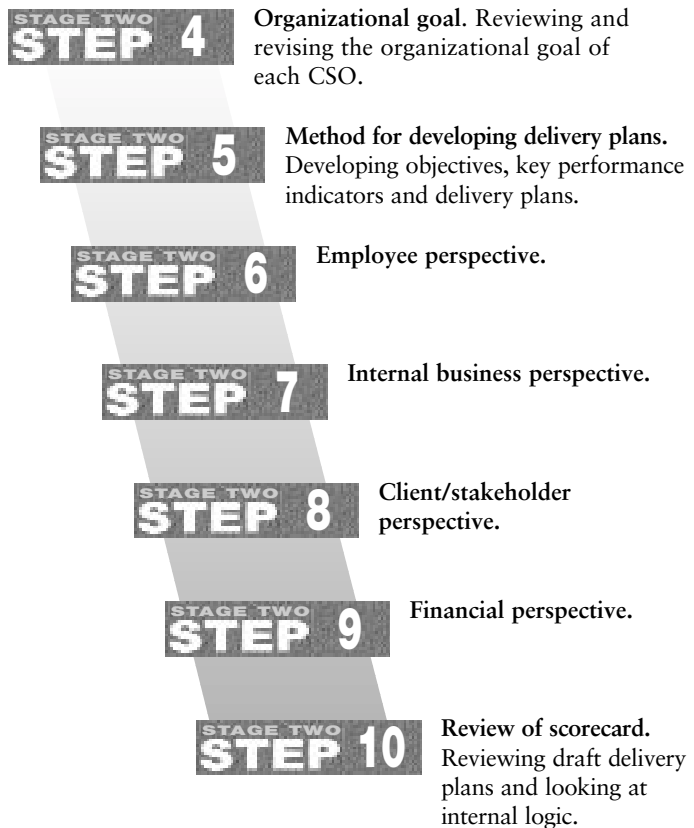 STAGE TWO
STEP 4
Organizational goal. Reviewing and
revising the organizational goal of
each CSO.
STAGE TWO
STEP 5
Method for developing delivery plans.
Developing objectives, key performance
indicators and delivery plans.
STAGE TWO
STEP 6
Employee perspective.
STAGE TWO
STEP 7
Internal business perspective.
STAGE TWO
STEP 8
Client/stakeholder
perspective.
STAGE TWO
STEP 9
Financial perspective.
STAGE TWO
STEP 10
Review of scorecard.
Reviewing draft delivery
plans and looking at
internal logic.